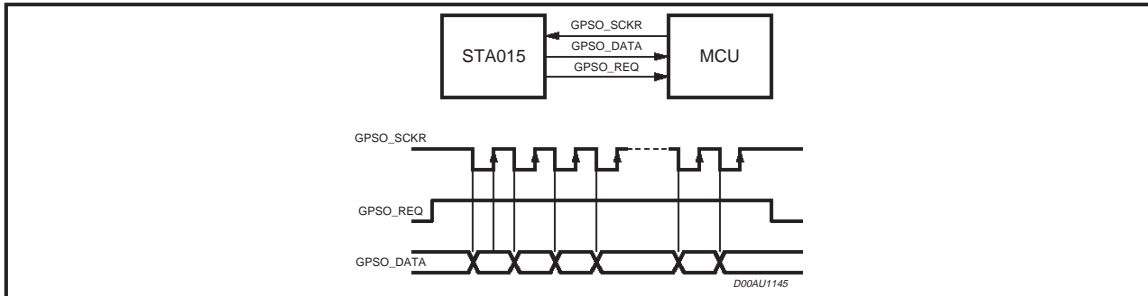 GPSO_SCKR
GPSO_DATA
GPSO_REQ
STA015
MCU
GPSO_SCKR
GPSO_REQ
GPSO_DATA
D00AU1145